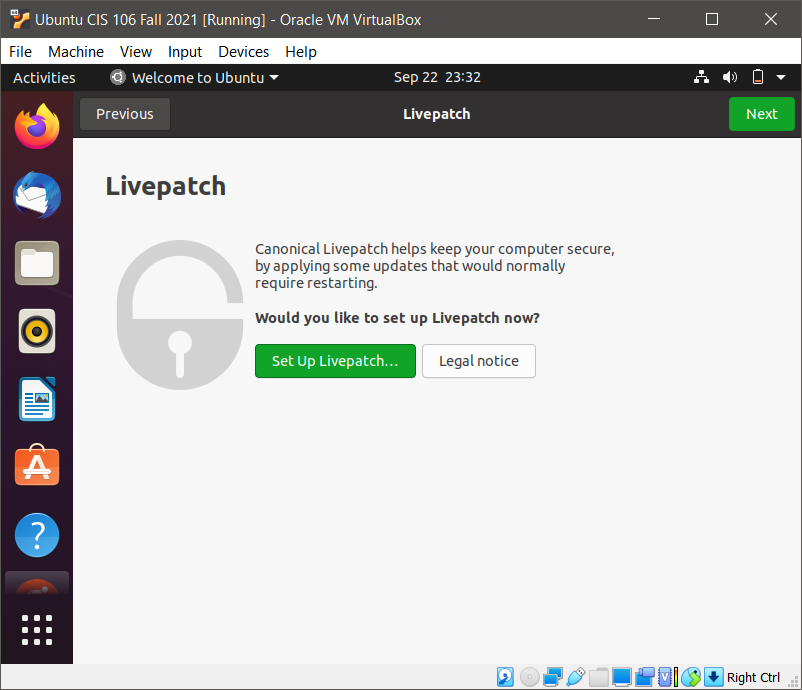 Ubuntu CIS 106 Fall 2021 [Running] - Oracle VM VirtualBox
File Machine View Input Devices Help
Activities Welcome to Ubuntu Sep 22 23:32
Previous Livepatch Next
Livepatch
Canonical Livepatch helps keep your computer secure,
by applying some updates that would normally
require restarting.
Would you like to set up Livepatch now?
Set Up Livepatch… Legal notice
Right Ctrl